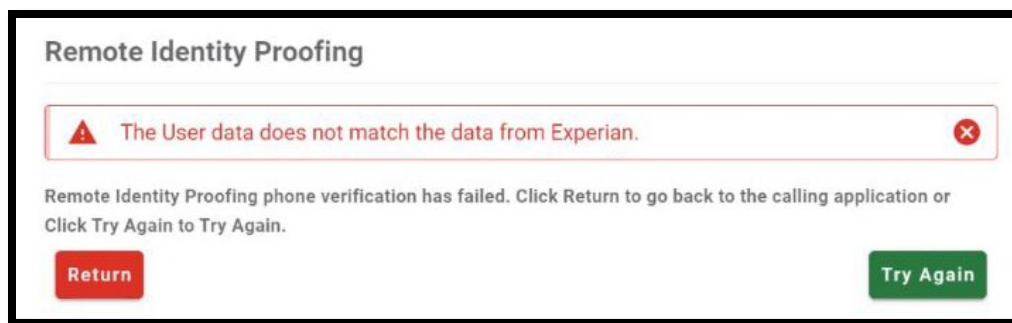 Remote Identity Proofing
The User data does not match the data from Experian.
Remote Identity Proofing phone verification has failed. Click Return to go back to the calling application or
Click Try Again to Try Again.
Return
Try Again